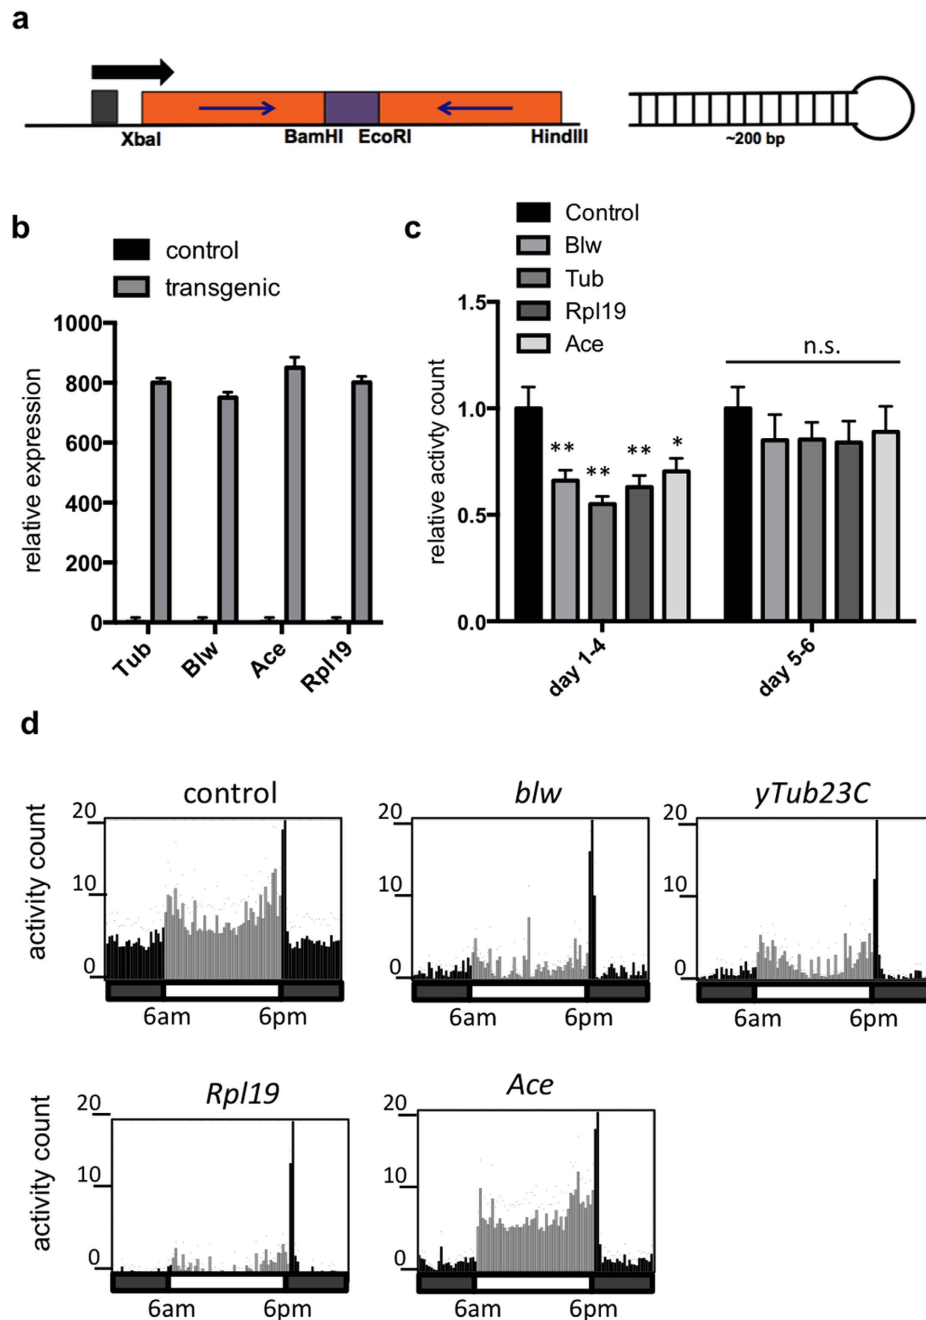 a
XbaI
BamHI
EcoRI
HindIII
~200 bp
b
control
transgenic
relative expression
1000
800
600
400
200
0
Tub
Blw
Ace
Rpl19
c
Control
Blw
Tub
Rpl19
Ace
relative activty count
1.5
1.0
0.5
0.0
**
**
**
*
n.s.
day 1-4
day 5-6
d
control
activity count
20
10
0
6am
6pm
blw
20
10
0
6am
6pm
yTub23C
20
10
0
6am
6pm
Rpl19
activity count
20
10
0
6am
6pm
Ace
20
10
0
6am
6pm